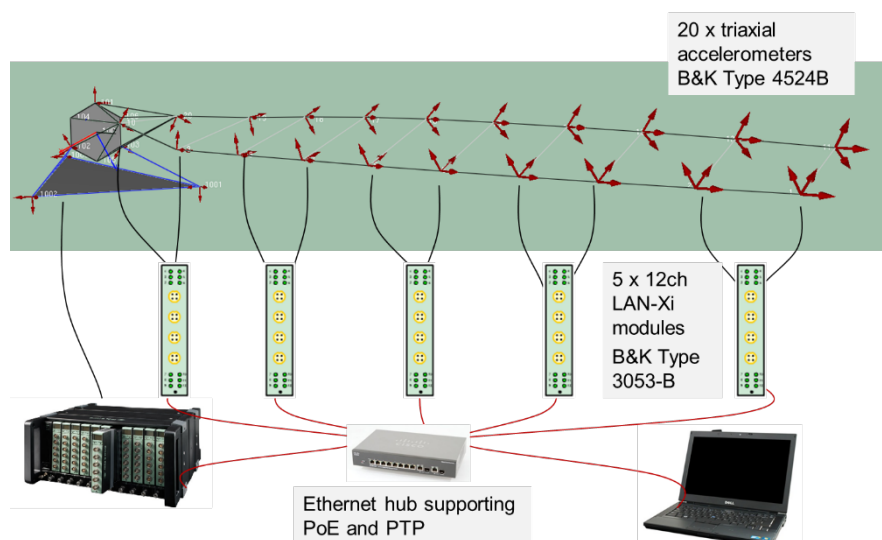 20 x triaxial
accelerometers
B&K Type 4524B
104
1001
1002
5 x 12ch
LAN-Xi
modules
B&K Type
3053-B
Ethernet hub supporting
PoE and PTP